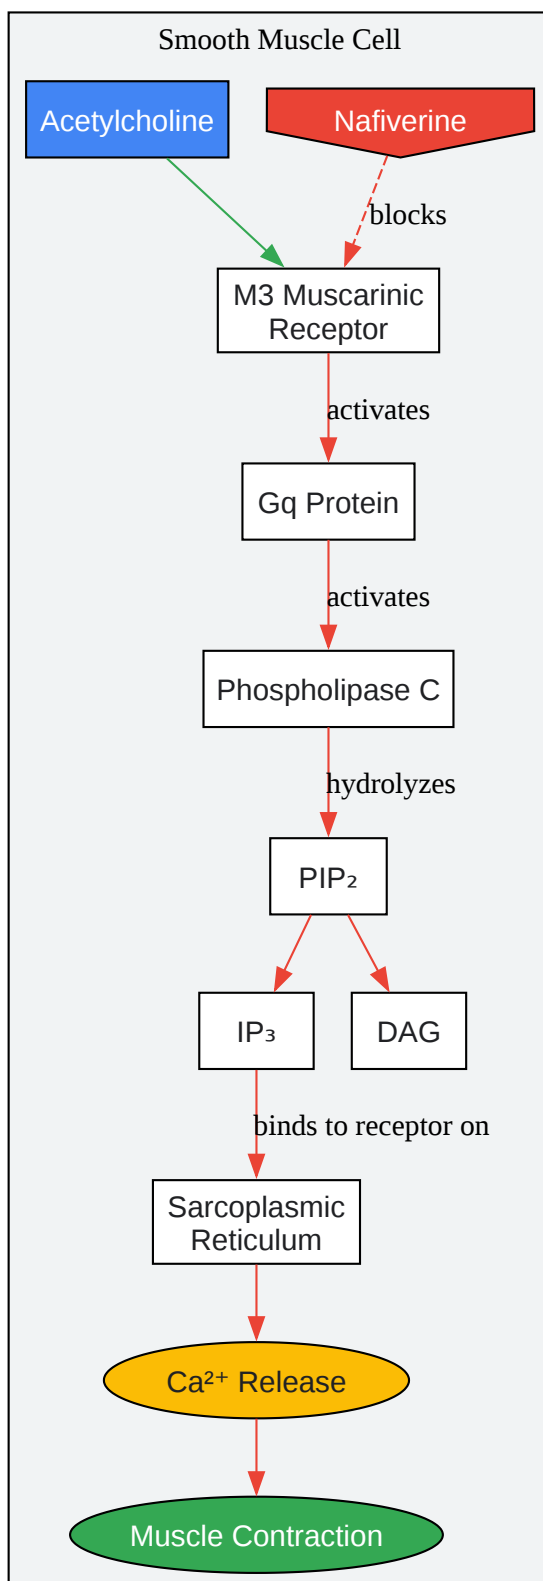 Smooth Muscle Cell
Acetylcholine
Nafiverine
blocks
M3 Muscarinic
Receptor
activates
Gq Protein
activates
Phospholipase C
hydrolyzes
PIP₂
IP₃
DAG
binds to receptor on
Sarcoplasmic
Reticulum
Ca²⁺ Release
Muscle Contraction